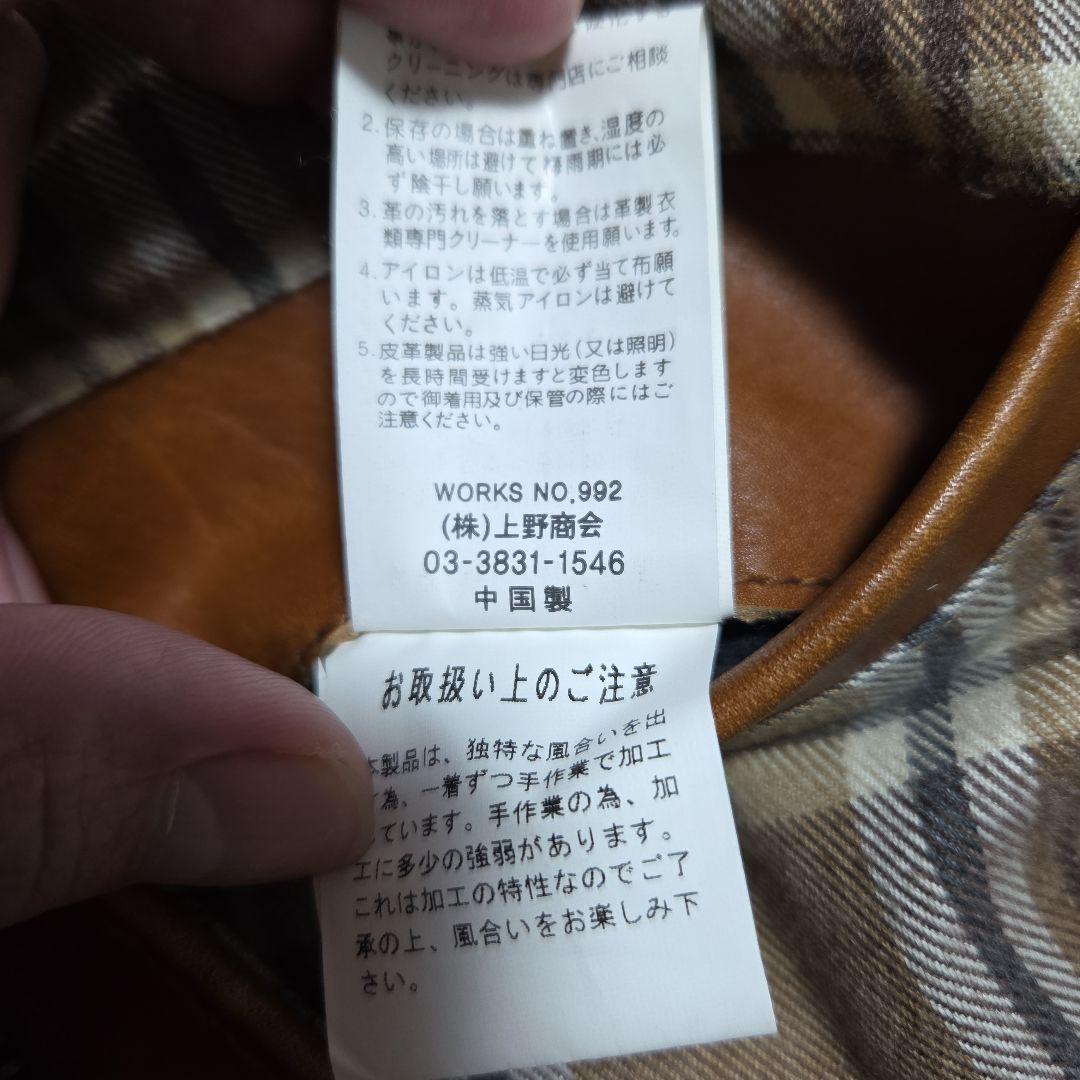 クリーニングは専門店にご相談
ください。
2. 保存の場合は重ね置き、湿度の
高い場所は避けて梅雨期には必
ず陰干し願います。
3. 革の汚れを落とす場合は革製衣
類専門クリーナーを使用願います。
4. アイロンは低温で必ず当て布願
います。蒸気アイロンは避けて
ください。
5. 皮革製品は強い日光(又は照明)
を長時間受けますと変色します
ので御着用及び保管の際にはご
注意ください。
WORKS NO.992
(株)上野商会
03-3831-1546
中国製
お取扱い上のご注意
本製品は、独特な風合いを出
為、一着ずつ手作業で加工
ています。手作業の為、加
工に多少の強弱があります。
これは加工の特性なのでご了
承の上、風合いをお楽しみ下
さい。